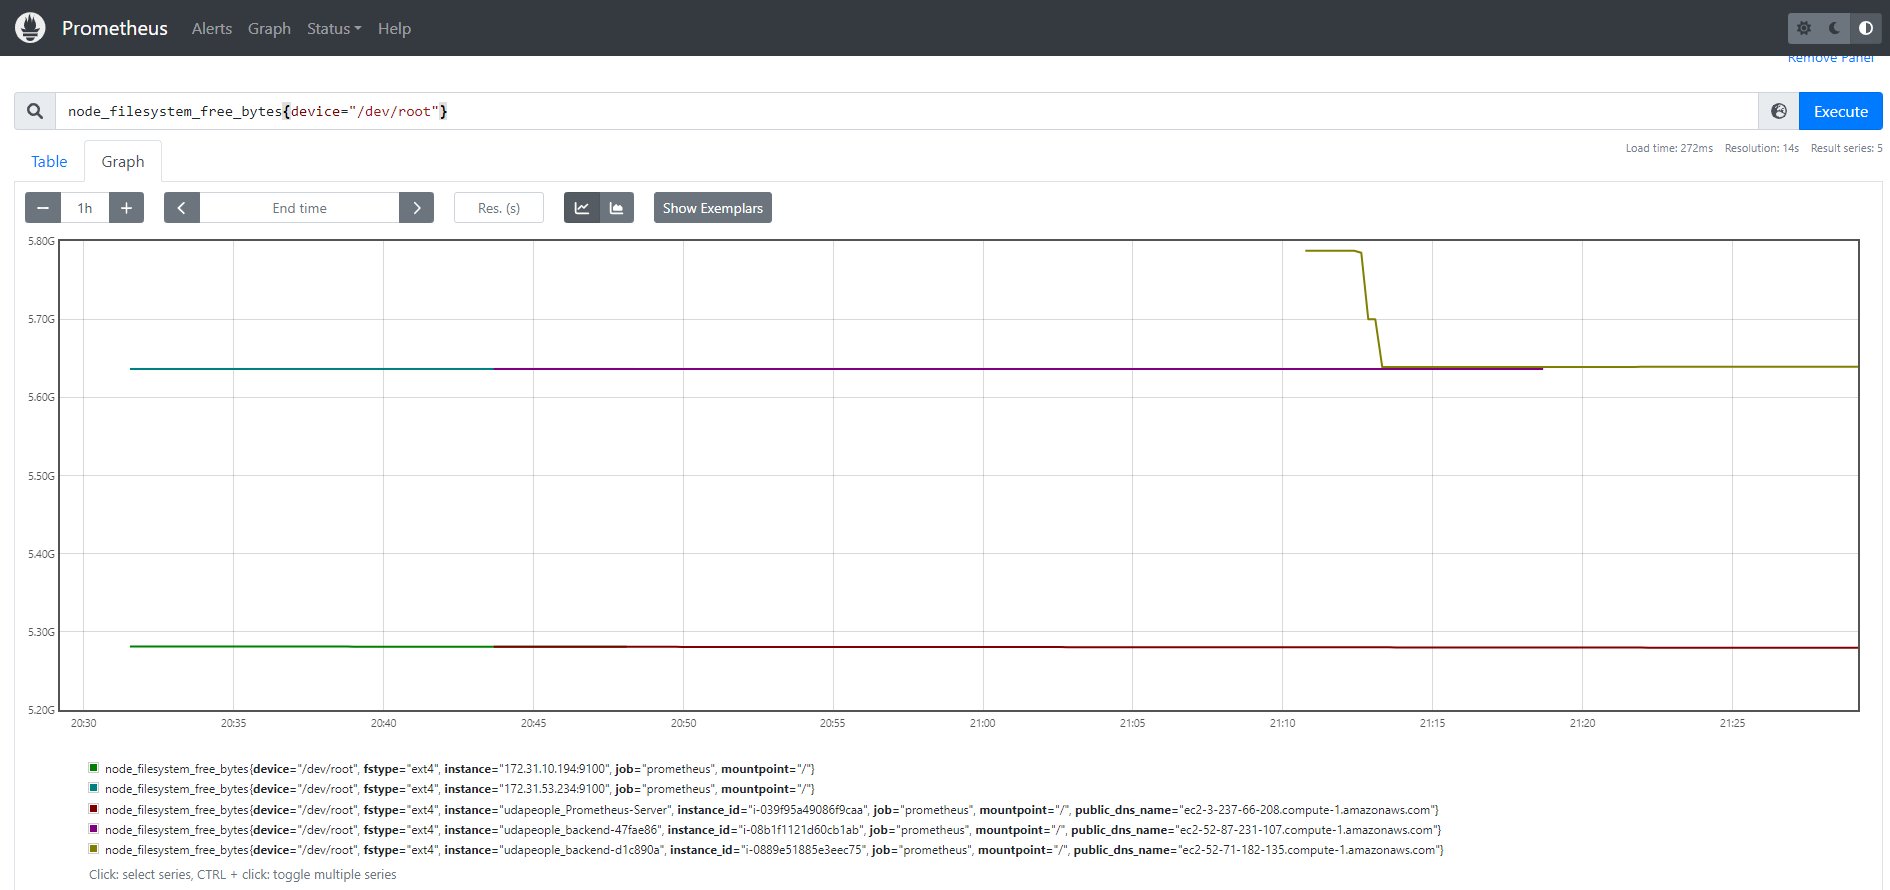 Prometheus Alerts Graph Status Help
Remove Panel
node_filesystem_free_bytes{device="/dev/root"}
Execute
Table Graph
Load time: 272ms Resolution: 14s Result series: 5
1h End time Res. (s) Show Exemplars
5.80G
5.70G
5.60G
5.50G
5.40G
5.30G
5.20G
20:30 20:35 20:40 20:45 20:50 20:55 21:00 21:05 21:10 21:15 21:20 21:25
node_filesystem_free_bytes{device="/dev/root", fstype="ext4", instance="172.31.10.194:9100", job="prometheus", mountpoint="/"}
node_filesystem_free_bytes{device="/dev/root", fstype="ext4", instance="172.31.53.234:9100", job="prometheus", mountpoint="/"}
node_filesystem_free_bytes{device="/dev/root", fstype="ext4", instance="udapeople_Prometheus-Server", instance_id="i-039f95a49086f9caa", job="prometheus", mountpoint="/", public_dns_name="ec2-3-237-66-208.compute-1.amazonaws.com"}
node_filesystem_free_bytes{device="/dev/root", fstype="ext4", instance="udapeople_backend-47fae86", instance_id="i-08b1f1121d60cb1ab", job="prometheus", mountpoint="/", public_dns_name="ec2-52-87-231-107.compute-1.amazonaws.com"}
node_filesystem_free_bytes{device="/dev/root", fstype="ext4", instance="udapeople_backend-d1c890a", instance_id="i-0889e51885e3eec75", job="prometheus", mountpoint="/", public_dns_name="ec2-52-71-182-135.compute-1.amazonaws.com"}
Click: select series, CTRL + click: toggle multiple series